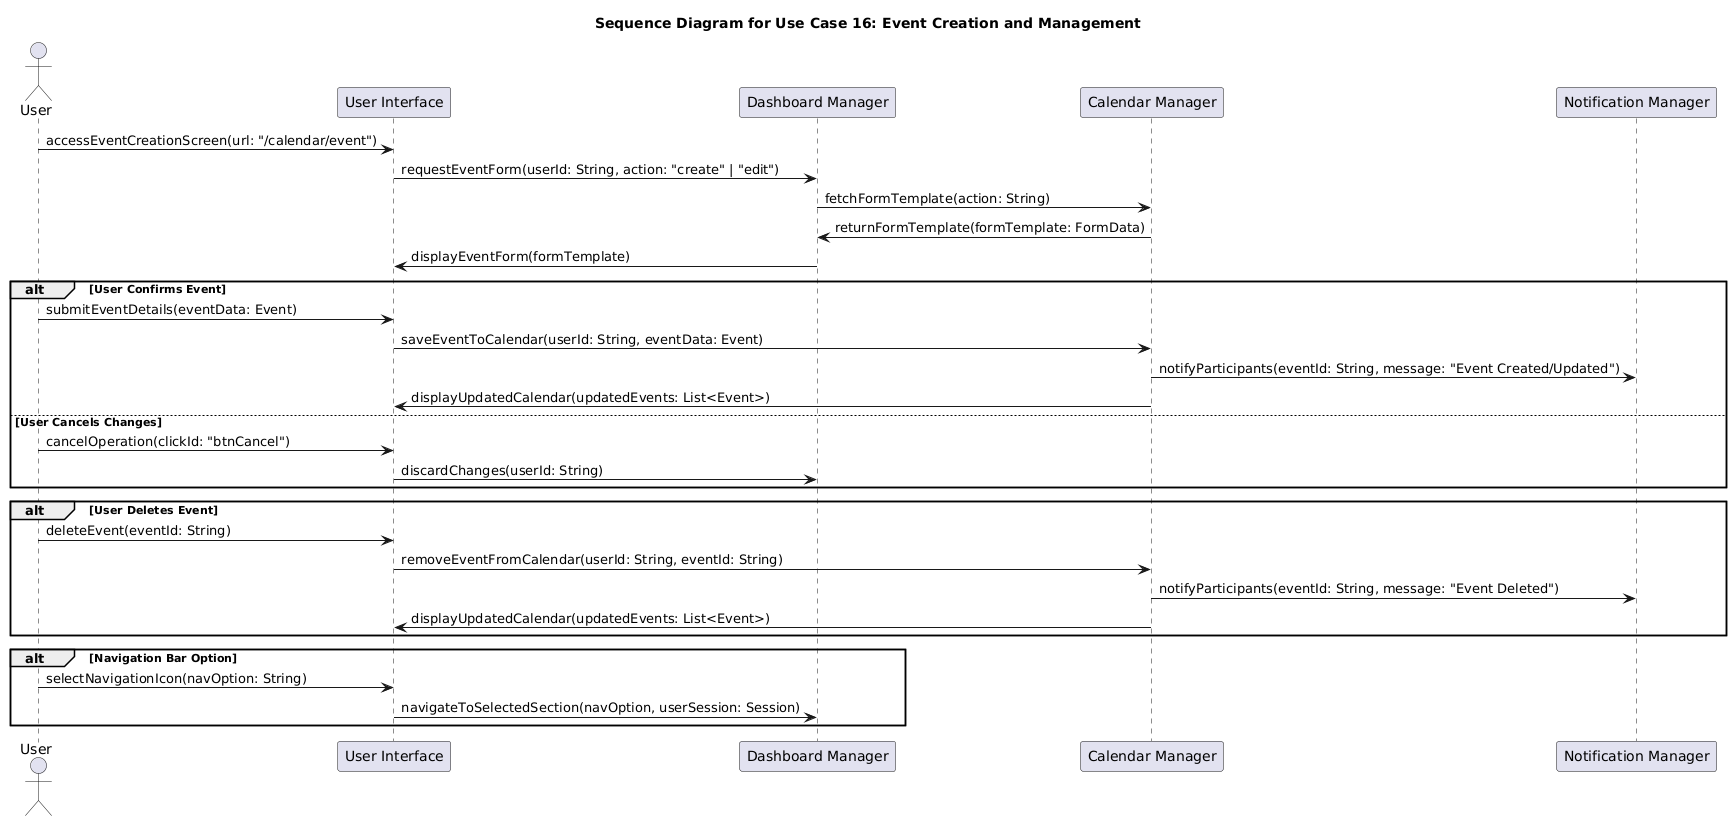 Sequence Diagram for Use Case 16: Event Creation and Management
User
User Interface
Dashboard Manager
Calendar Manager
Notification Manager
accessEventCreationScreen(url: "/calendar/event")
requestEventForm(userId: String, action: "create" | "edit")
fetchFormTemplate(action: String)
returnFormTemplate(formTemplate: FormData)
displayEventForm(formTemplate)
alt [User Confirms Event]
submitEventDetails(eventData: Event)
saveEventToCalendar(userId: String, eventData: Event)
notifyParticipants(eventId: String, message: "Event Created/Updated")
displayUpdatedCalendar(updatedEvents: List<Event>)
[User Cancels Changes]
cancelOperation(clickId: "btnCancel")
discardChanges(userId: String)
alt [User Deletes Event]
deleteEvent(eventId: String)
removeEventFromCalendar(userId: String, eventId: String)
notifyParticipants(eventId: String, message: "Event Deleted")
displayUpdatedCalendar(updatedEvents: List<Event>)
alt [Navigation Bar Option]
selectNavigationIcon(navOption: String)
navigateToSelectedSection(navOption, userSession: Session)
User
User Interface
Dashboard Manager
Calendar Manager
Notification Manager